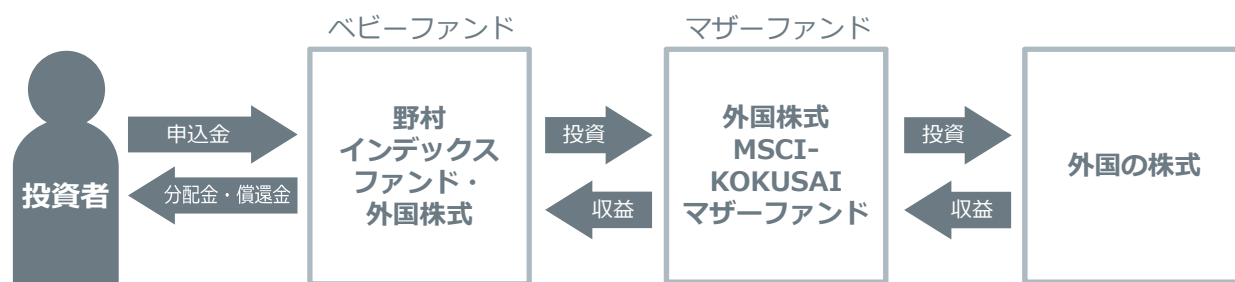 ベビーファンド
マザーファンド
投資者
申込金
分配金・償還金
野村
インデックス
ファンド・
外国株式
投資
収益
外国株式
MSCI-
KOKUSAI
マザーファンド
投資
収益
外国の株式